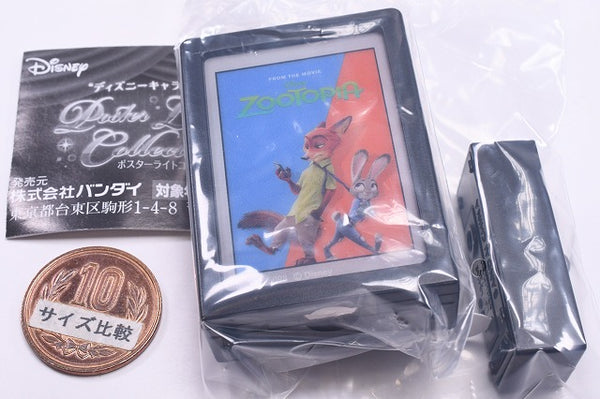 Disney
"ディズニーキャラ
Poster Li
Collec
ポスターライトコ
発売元
株式会社バンダイ 対象
東京都台東区駒形1-4-8
FROM THE MOVIE
ZOOTOPIA
© Disney
10
サイズ比較